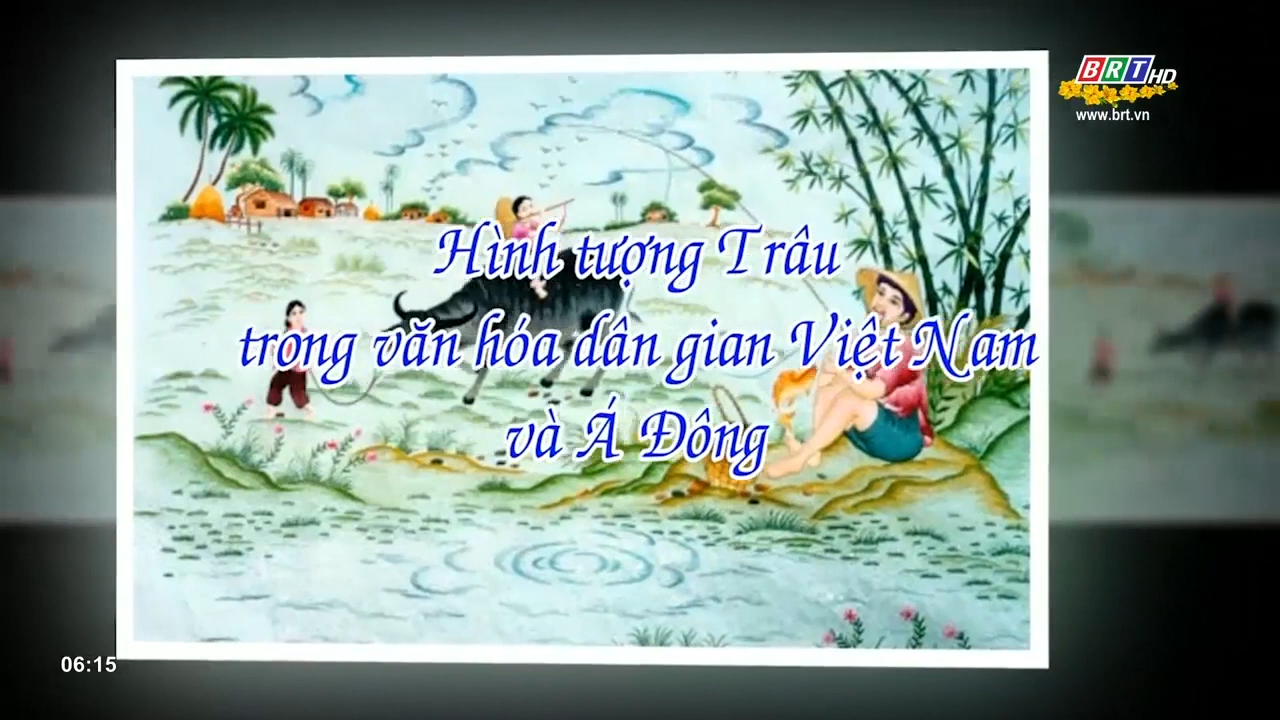 BRT HD
www.brt.vn
Hình tượng Trâu
trong văn hóa dân gian Việt Nam
và Á Đông
06:15